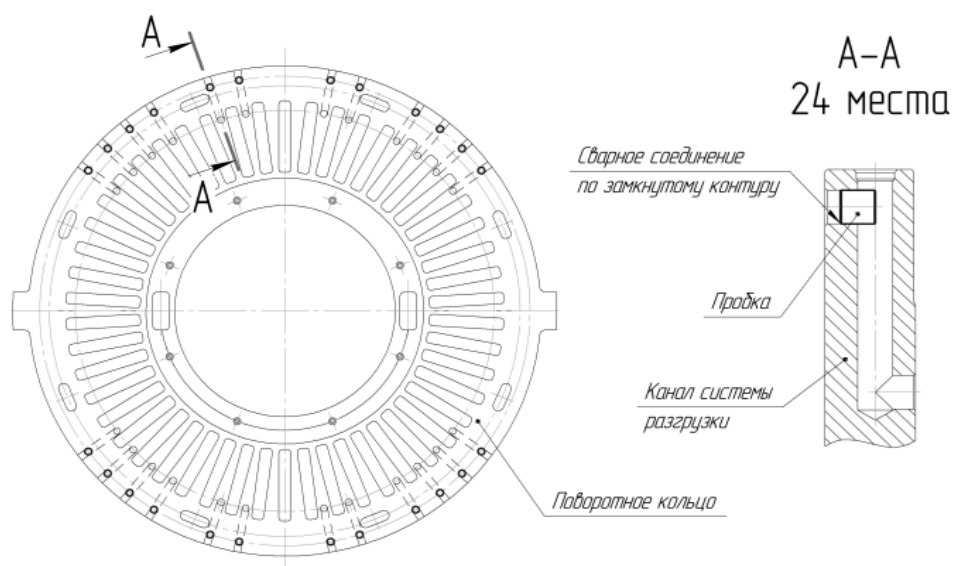 А
А
А–А
24 места
Сварное соединение
по замкнутому контуру
Пробка
Канал системы
разгрузки
Поворотное кольцо